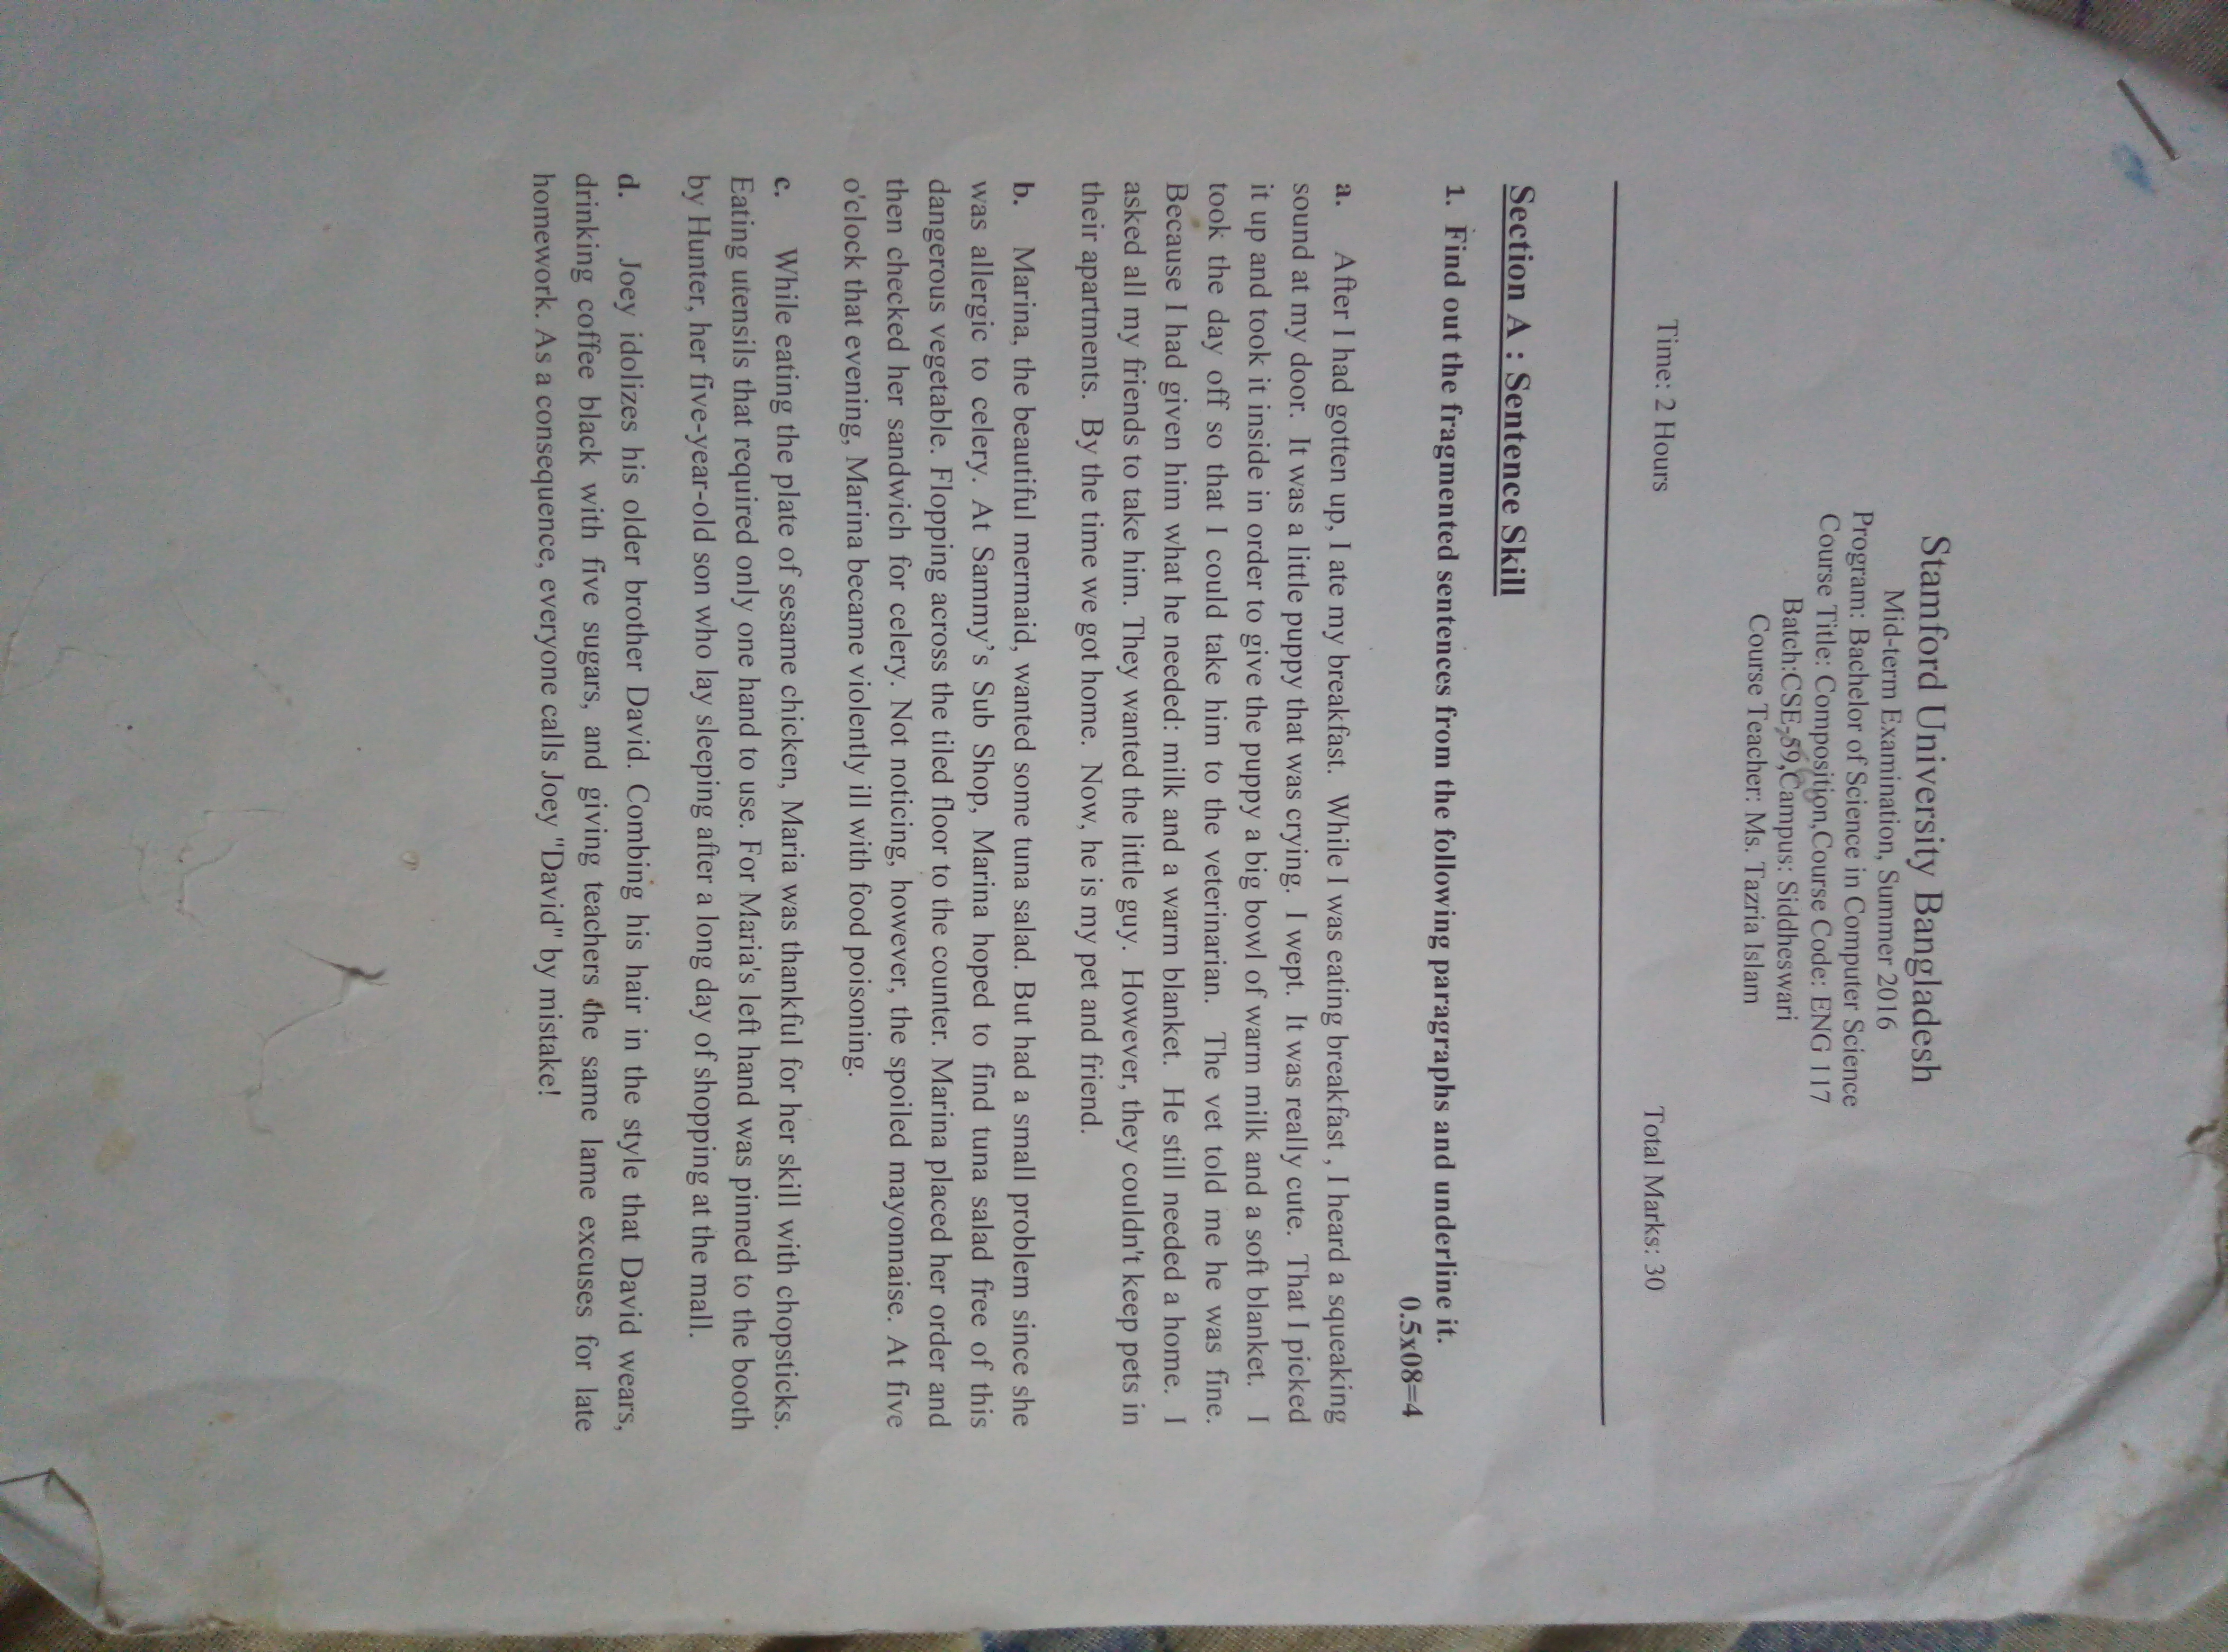 Stamford University Bangladesh
Mid-term Examination, Summer 2016
Program: Bachelor of Science in Computer Science
Course Title: Composition,Course Code: ENG 117
Batch:CSE-59,Campus: Siddheswari
Course Teacher: Ms. Tazria Islam
Time: 2 Hours Total Marks: 30
Section A : Sentence Skill
1. Find out the fragmented sentences from the following paragraphs and underline it.
0.5x08=4
a. After I had gotten up, I ate my breakfast. While I was eating breakfast , I heard a squeaking
sound at my door. It was a little puppy that was crying. I wept. It was really cute. That I picked
it up and took it inside in order to give the puppy a big bowl of warm milk and a soft blanket. I
took the day off so that I could take him to the veterinarian. The vet told me he was fine.
Because I had given him what he needed: milk and a warm blanket. He still needed a home. I
asked all my friends to take him. They wanted the little guy. However, they couldn't keep pets in
their apartments. By the time we got home. Now, he is my pet and friend.
b. Marina, the beautiful mermaid, wanted some tuna salad. But had a small problem since she
was allergic to celery. At Sammy's Sub Shop, Marina hoped to find tuna salad free of this
dangerous vegetable. Flopping across the tiled floor to the counter. Marina placed her order and
then checked her sandwich for celery. Not noticing, however, the spoiled mayonnaise. At five
o'clock that evening, Marina became violently ill with food poisoning.
c. While eating the plate of sesame chicken, Maria was thankful for her skill with chopsticks.
Eating utensils that required only one hand to use. For Maria's left hand was pinned to the booth
by Hunter, her five-year-old son who lay sleeping after a long day of shopping at the mall.
d. Joey idolizes his older brother David. Combing his hair in the style that David wears,
drinking coffee black with five sugars, and giving teachers the same lame excuses for late
homework. As a consequence, everyone calls Joey "David" by mistake!